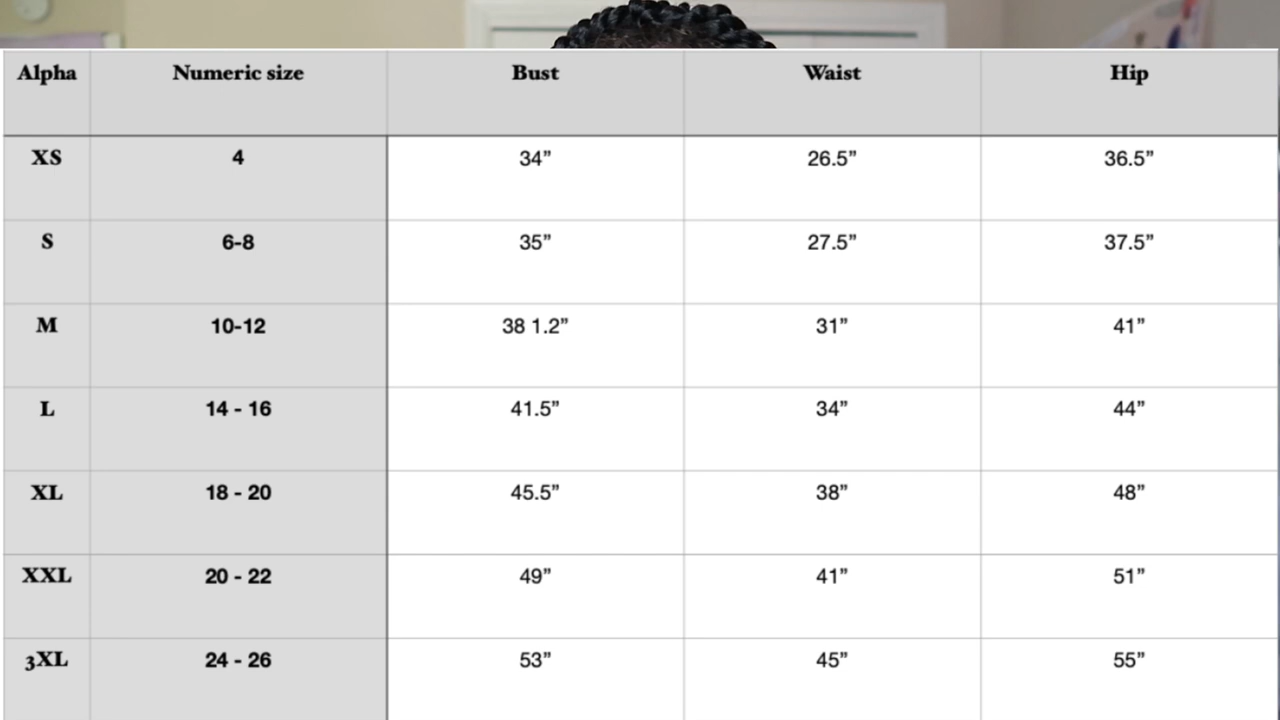 Alpha Numeric size Bust Waist Hip
XS 4 34” 26.5” 36.5”
S 6-8 35” 27.5” 37.5”
M 10-12 38 1.2” 31” 41”
L 14 - 16 41.5” 34” 44”
XL 18 - 20 45.5” 38” 48”
XXL 20 - 22 49” 41” 51”
3XL 24 - 26 53” 45” 55”